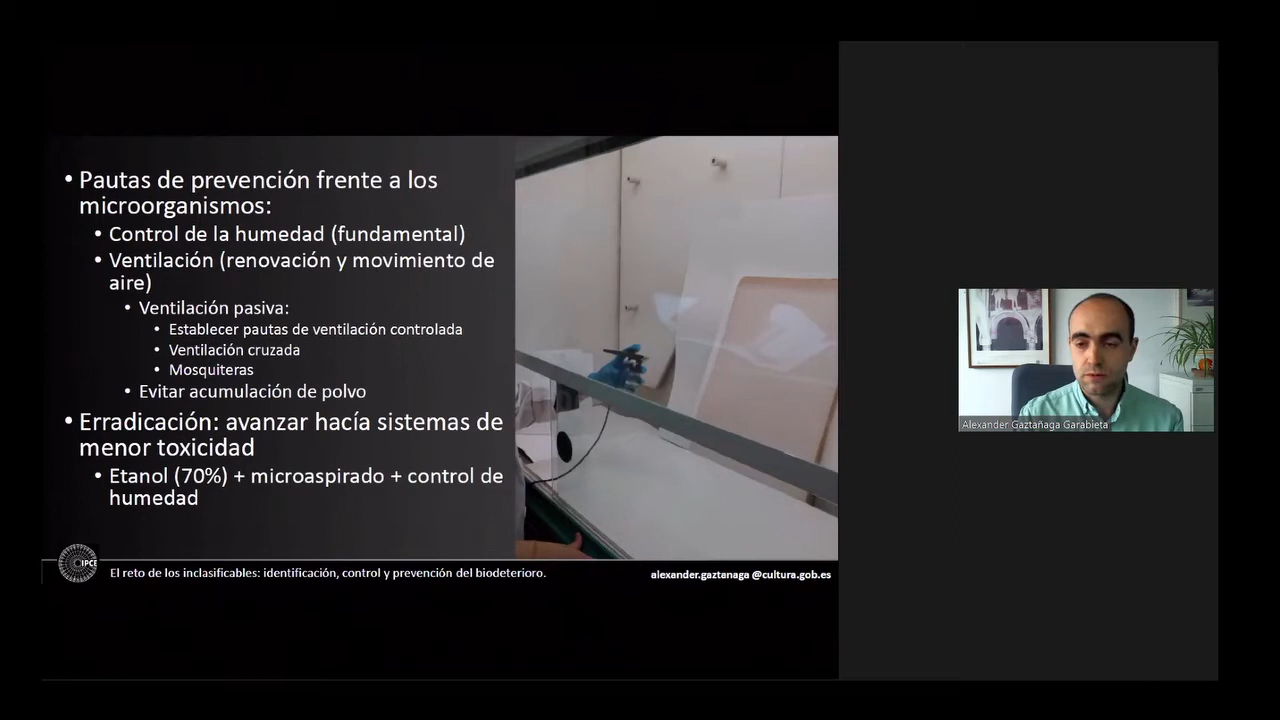 • Pautas de prevención frente a los
microorganismos:
• Control de la humedad (fundamental)
• Ventilación (renovación y movimiento de
aire)
• Ventilación pasiva:
• Establecer pautas de ventilación controlada
• Ventilación cruzada
• Mosquiteras
• Evitar acumulación de polvo
• Erradicación: avanzar hacía sistemas de
menor toxicidad
• Etanol (70%) + microaspirado + control de
humedad
IPCE
El reto de los inclasificables: identificación, control y prevención del biodeterioro.
alexander.gaztanaga @cultura.gob.es
Alexander Gaztañaga Garabieta